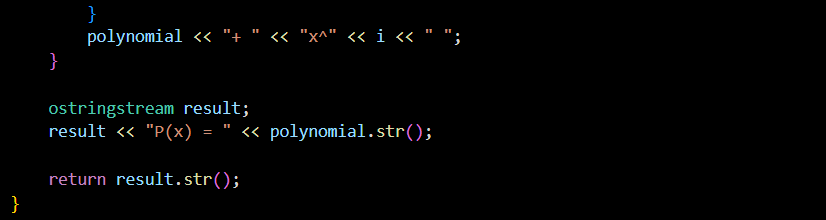 }
polynomial << "+ " << "x^" << i << " ";
}
ostringstream result;
result << "P(x) = " << polynomial.str();
return result.str();
}